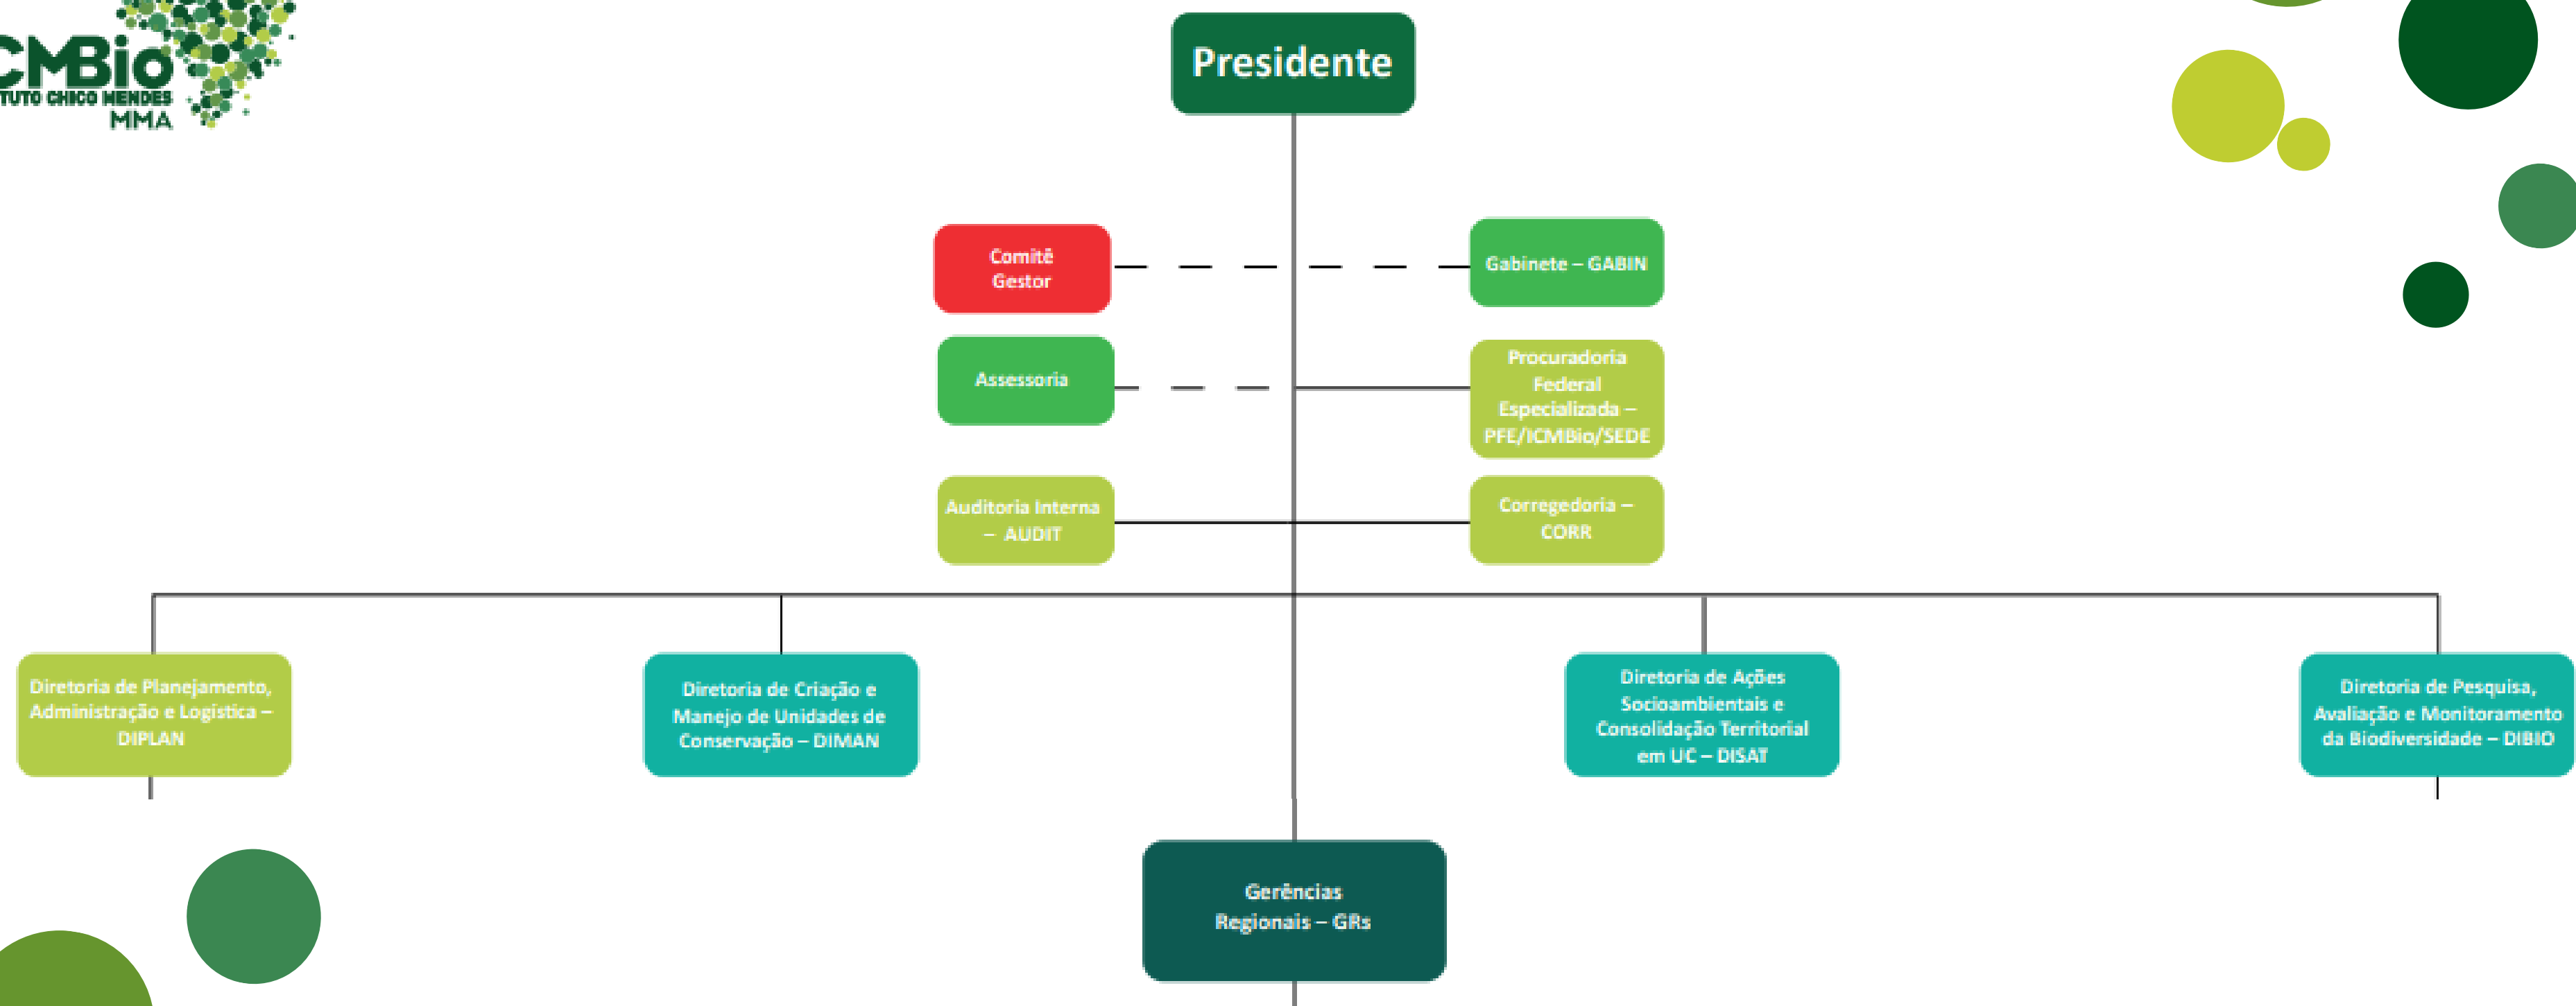 CMBio
TUTO CHICO MENDES
MMA
Presidente
Comitê
Gestor
Gabinete – GABIN
Assessoria
Procuradoria
Federal
Especializada –
PFE/ICMBio/SEDE
Auditoria Interna
– AUDIT
Corregedoria –
CORR
Diretoria de Planejamento,
Administração e Logística –
DIPLAN
Diretoria de Criação e
Manejo de Unidades de
Conservação – DIMAN
Diretoria de Ações
Socioambientais e
Consolidação Territorial
em UC – DISAT
Diretoria de Pesquisa,
Avaliação e Monitoramento
da Biodiversidade – DIBIO
Gerências
Regionais – GRs